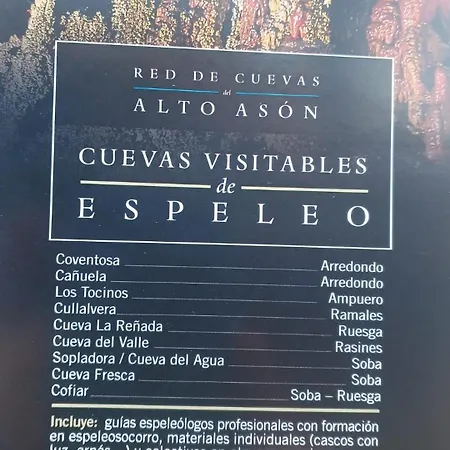 RED DE CUEVAS
del
ALTO ASÓN
CUEVAS VISITABLES
de
ESPELEO
Coventosa Arredondo
Cañuela Arredondo
Los Tocinos Ampuero
Cullalvera Ramales
Cueva La Reñada Ruesga
Cueva del Valle Rasines
Sopladora / Cueva del Agua Soba
Cueva Fresca Soba
Cofiar Soba – Ruesga
Incluye: guías espeleólogos profesionales con formación
en espeleosocorro, materiales individuales (cascos con
luz, arnés